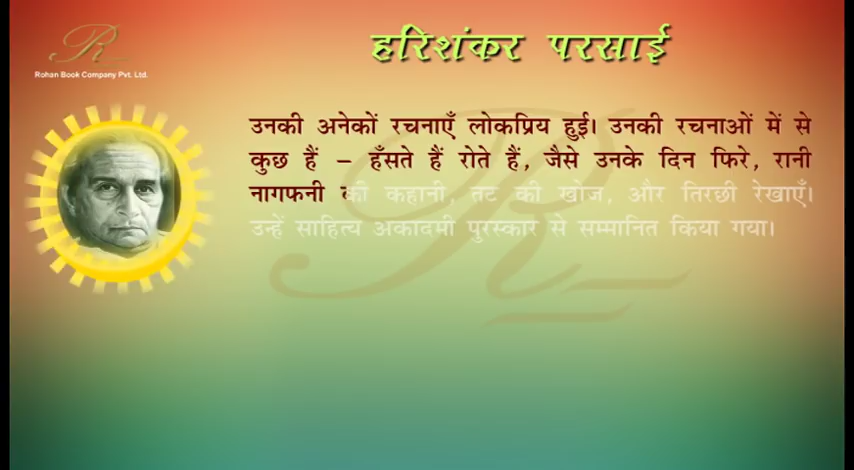 R
Rohan Book Company Pvt. Ltd.
हरिशंकर परसाई
उनकी अनेकों रचनाएँ लोकप्रिय हुई। उनकी रचनाओं में से
कुछ हैं – हँसते हैं रोते हैं, जैसे उनके दिन फिरे, रानी
नागफनी की कहानी, तट की खोज, और तिरछी रेखाएँ।
उन्हें साहित्य अकादमी पुरस्कार से सम्मानित किया गया।